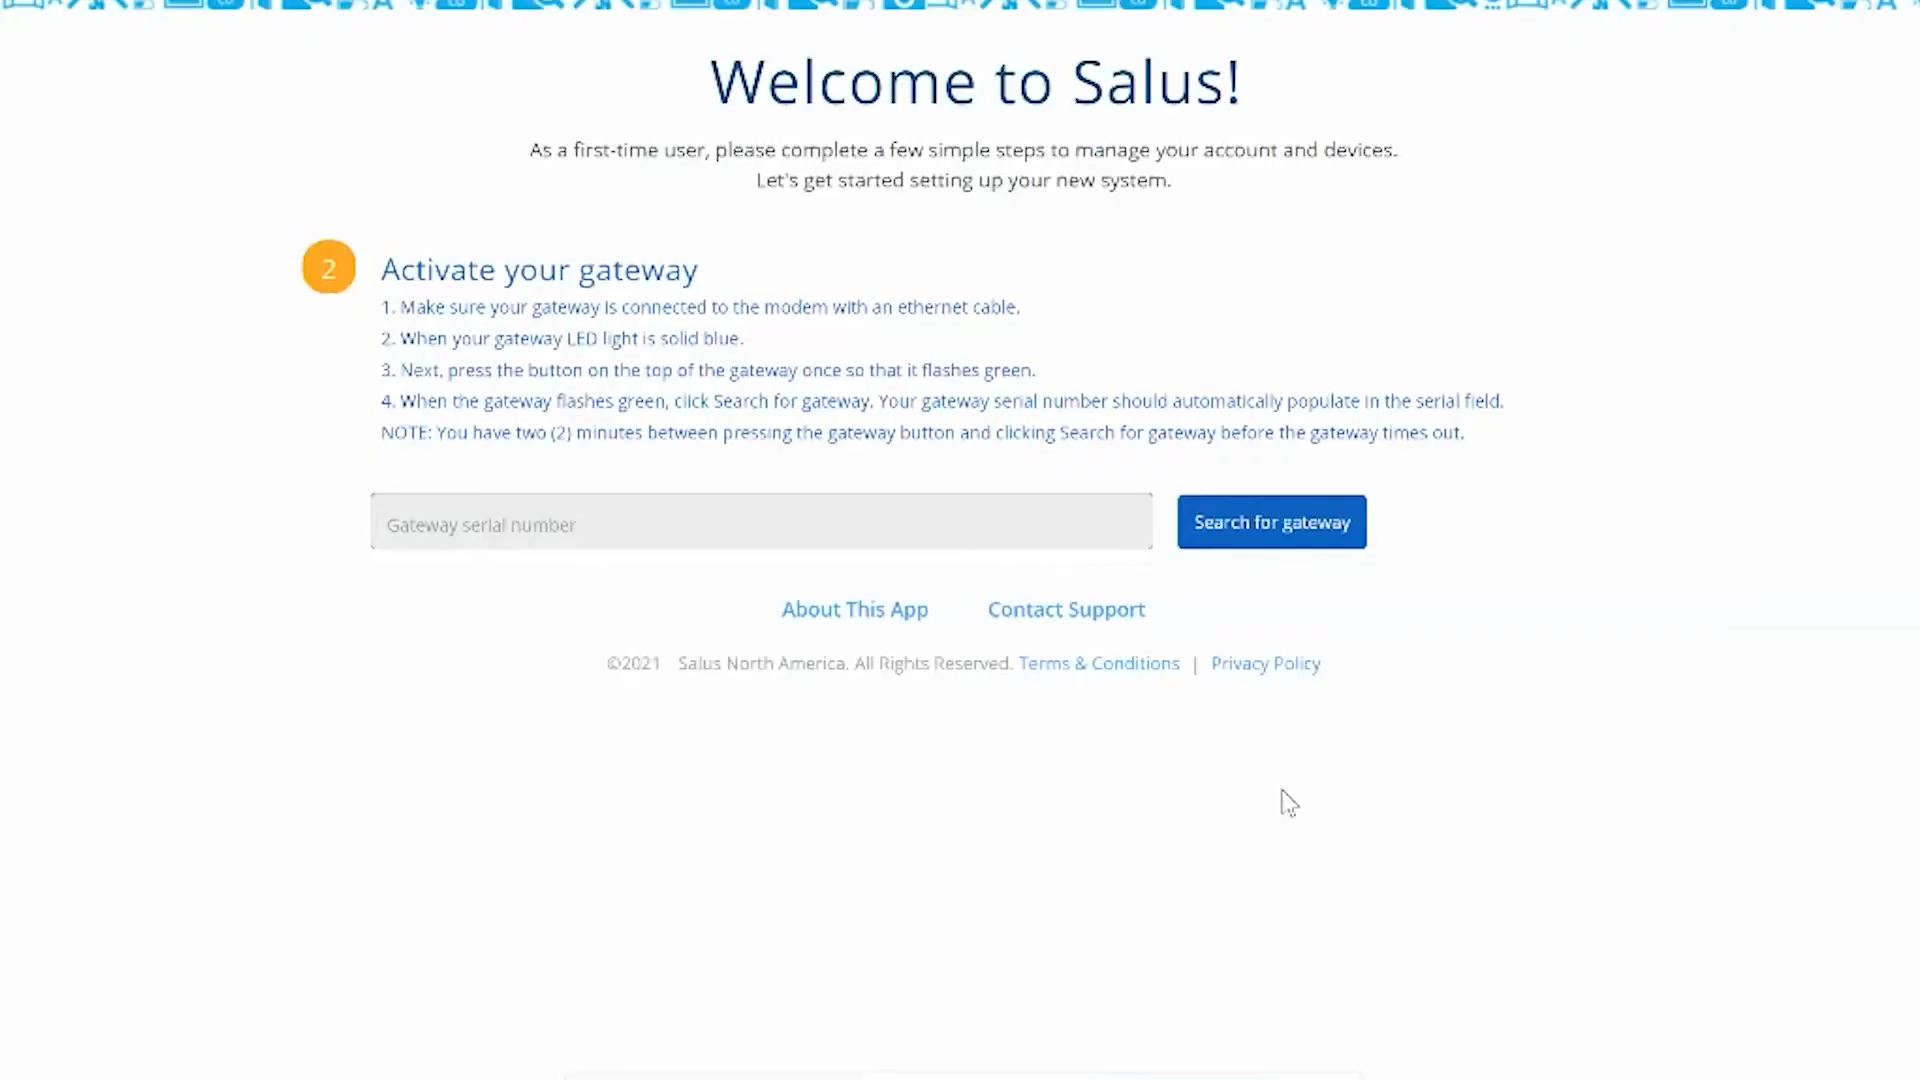 Welcome to Salus!
As a first-time user, please complete a few simple steps to manage your account and devices.
Let's get started setting up your new system.
2
Activate your gateway
1. Make sure your gateway is connected to the modem with an ethernet cable.
2. When your gateway LED light is solid blue.
3. Next, press the button on the top of the gateway once so that it flashes green.
4. When the gateway flashes green, click Search for gateway. Your gateway serial number should automatically populate in the serial field.
NOTE: You have two (2) minutes between pressing the gateway button and clicking Search for gateway before the gateway times out.
Gateway serial number
Search for gateway
About This App Contact Support
©2021 Salus North America. All Rights Reserved. Terms & Conditions | Privacy Policy